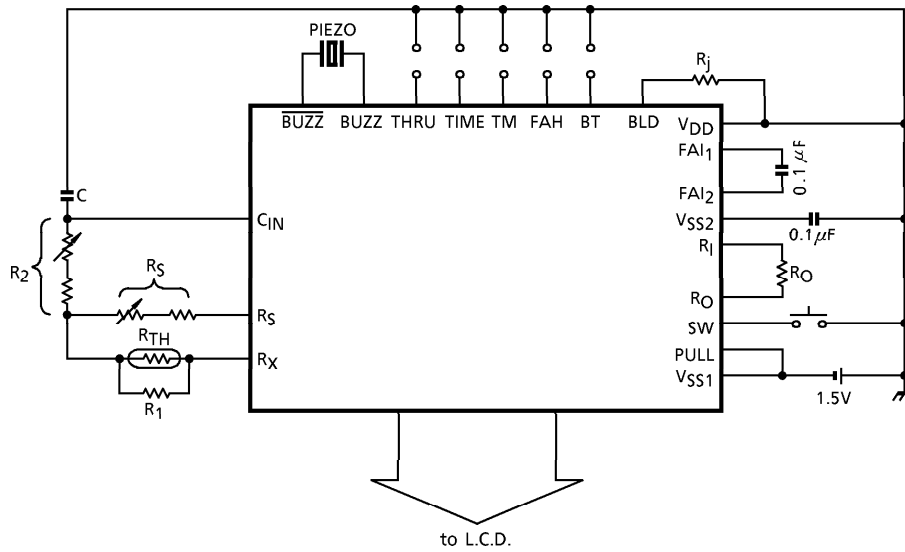 PIEZO
Rj
BUZZ BUZZ THRU TIME TM FAH BT BLD
VDD
FAI1
0.1 μF
FAI2
C
CIN
VSS2
0.1μF
R2
RI
RO
RS
RS
RO
RTH
SW
RX
PULL
R1
VSS1
1.5V
to L.C.D.